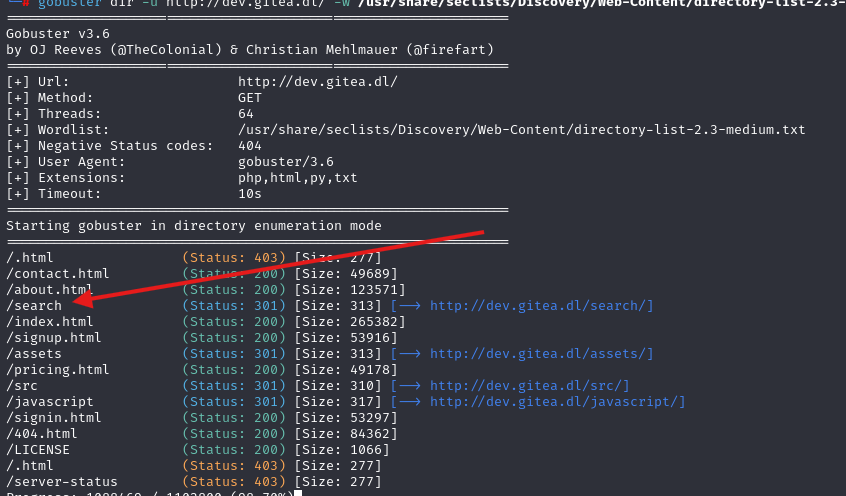 # gobuster dir -u http://dev.gitea.dl/ -w /usr/share/seclists/Discovery/Web-Content/directory-list-2.3-
Gobuster v3.6
by OJ Reeves (@TheColonial) & Christian Mehlmauer (@firefart)
[+] Url: http://dev.gitea.dl/
[+] Method: GET
[+] Threads: 64
[+] Wordlist: /usr/share/seclists/Discovery/Web-Content/directory-list-2.3-medium.txt
[+] Negative Status codes: 404
[+] User Agent: gobuster/3.6
[+] Extensions: php,html,py,txt
[+] Timeout: 10s
Starting gobuster in directory enumeration mode
/.html (Status: 403) [Size: 277]
/contact.html (Status: 200) [Size: 49689]
/about.html (Status: 200) [Size: 123571]
/search (Status: 301) [Size: 313] [--> http://dev.gitea.dl/search/]
/index.html (Status: 200) [Size: 265382]
/signup.html (Status: 200) [Size: 53916]
/assets (Status: 301) [Size: 313] [--> http://dev.gitea.dl/assets/]
/pricing.html (Status: 200) [Size: 49178]
/src (Status: 301) [Size: 310] [--> http://dev.gitea.dl/src/]
/javascript (Status: 301) [Size: 317] [--> http://dev.gitea.dl/javascript/]
/signin.html (Status: 200) [Size: 53297]
/404.html (Status: 200) [Size: 84362]
/LICENSE (Status: 200) [Size: 1066]
/.html (Status: 403) [Size: 277]
/server-status (Status: 403) [Size: 277]